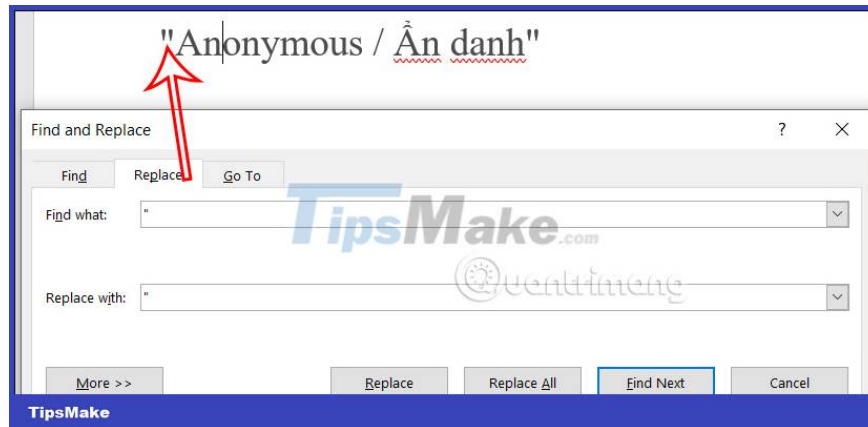 "Anonymous / Ẩn danh"
Find and Replace ? ×
Find Replace Go To
Find what: "
TipsMake.com
Quantrimang
Replace with: "
More >> Replace Replace All Find Next Cancel
TipsMake